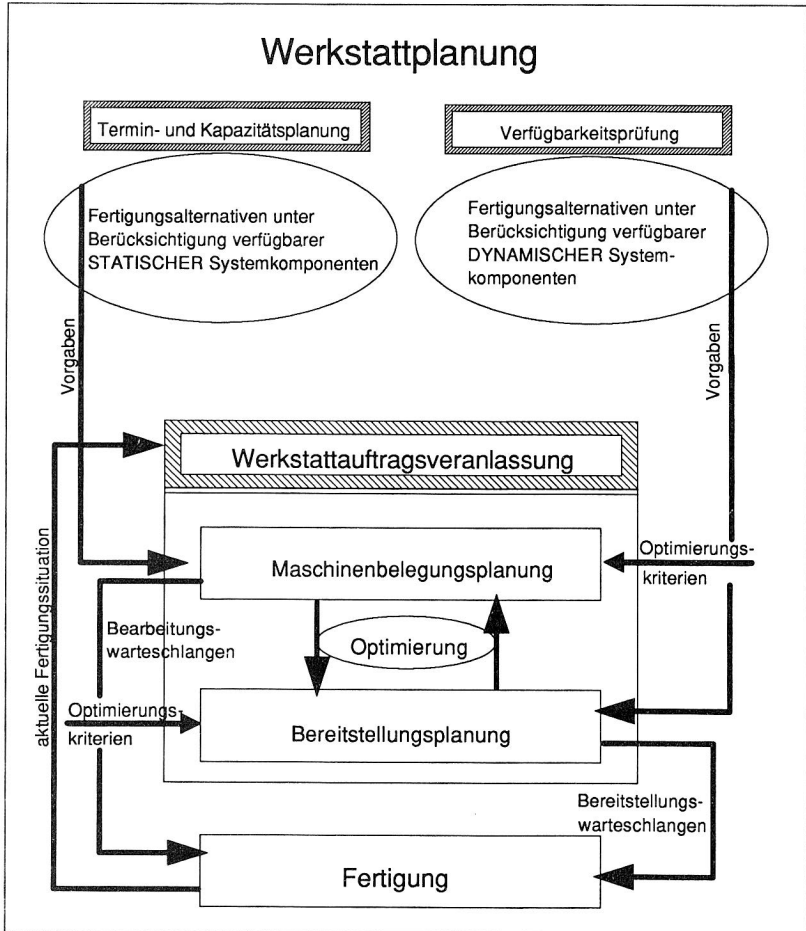 Werkstattplanung
Termin- und Kapazitätsplanung
Verfügbarkeitsprüfung
Fertigungsalternativen unter
Berücksichtigung verfügbarer
STATISCHER Systemkomponenten
Fertigungsalternativen unter
Berücksichtigung verfügbarer
DYNAMISCHER System-
komponenten
Vorgaben
Vorgaben
Werkstattauftragsveranlassung
aktuelle Fertigungssituation
Maschinenbelegungsplanung
Optimierungs-
kriterien
Bearbeitungs-
warteschlangen
Optimierung
Optimierungs-
kriterien
Bereitstellungsplanung
Bereitstellungs-
warteschlangen
Fertigung